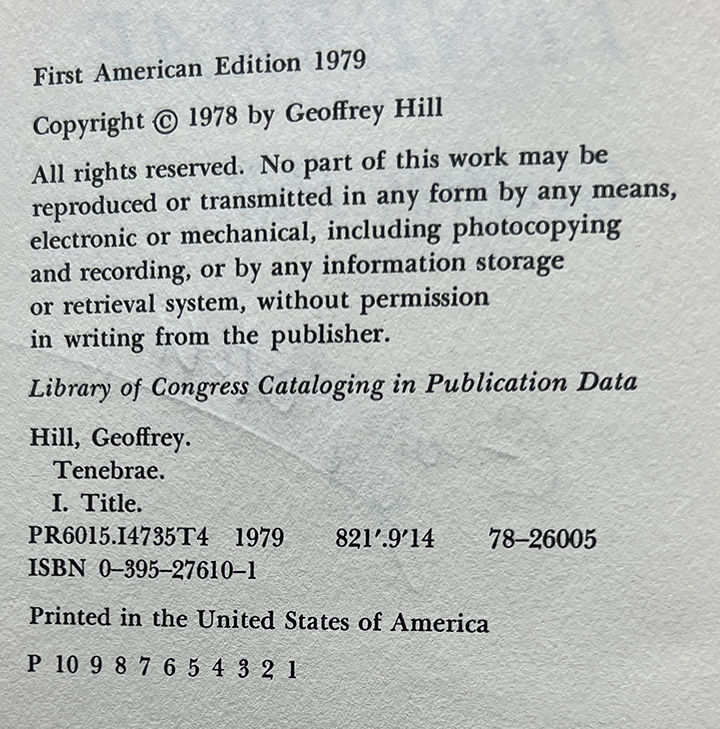 First American Edition 1979
Copyright © 1978 by Geoffrey Hill
All rights reserved. No part of this work may be
reproduced or transmitted in any form by any means,
electronic or mechanical, including photocopying
and recording, or by any information storage
or retrieval system, without permission
in writing from the publisher.
Library of Congress Cataloging in Publication Data
Hill, Geoffrey.
Tenebrae.
I. Title.
PR6015.I4735T4 1979 821′.9′14 78–26005
ISBN 0–395–27610–1
Printed in the United States of America
P 10 9 8 7 6 5 4 3 2 1